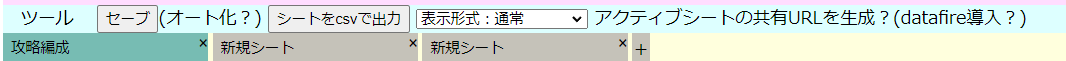 ツール セーブ (オート化？) シートをcsvで出力 表示形式：通常 アクティブシートの共有URLを生成？(datafire導入？)
攻略編成 × 新規シート × 新規シート × +